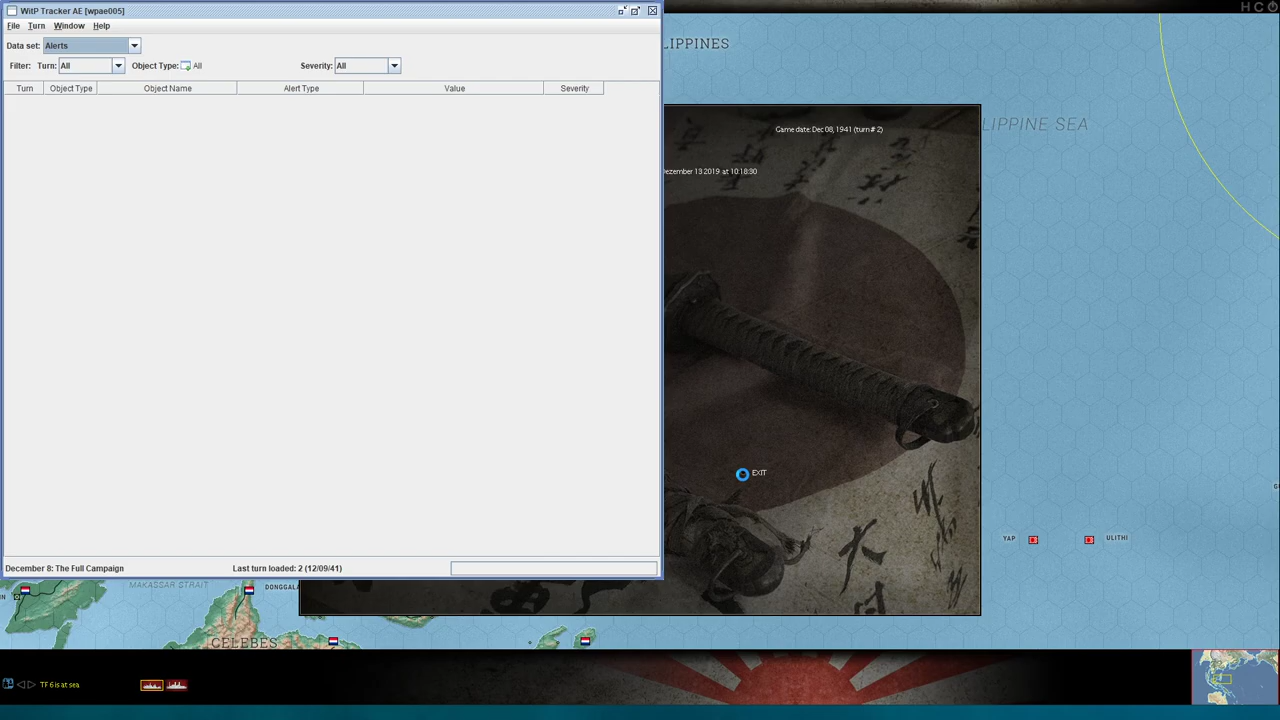 WitP Tracker AE [wpae005]
File Turn Window Help
Data set: Alerts
Filter: Turn: All Object Type: All Severity: All
Turn Object Type Object Name Alert Type Value Severity
December 8: The Full Campaign Last turn loaded: 2 (12/09/41)
H C
LIPPINES
LIPPINE SEA
Game date: Dec 08, 1941 (turn # 2)
ezember 13 2019 at 10:18:30
EXIT
YAP
ULITHI
MAKASSAR STRAIT
DONGGALA
CELEBES
TF 6 is at sea